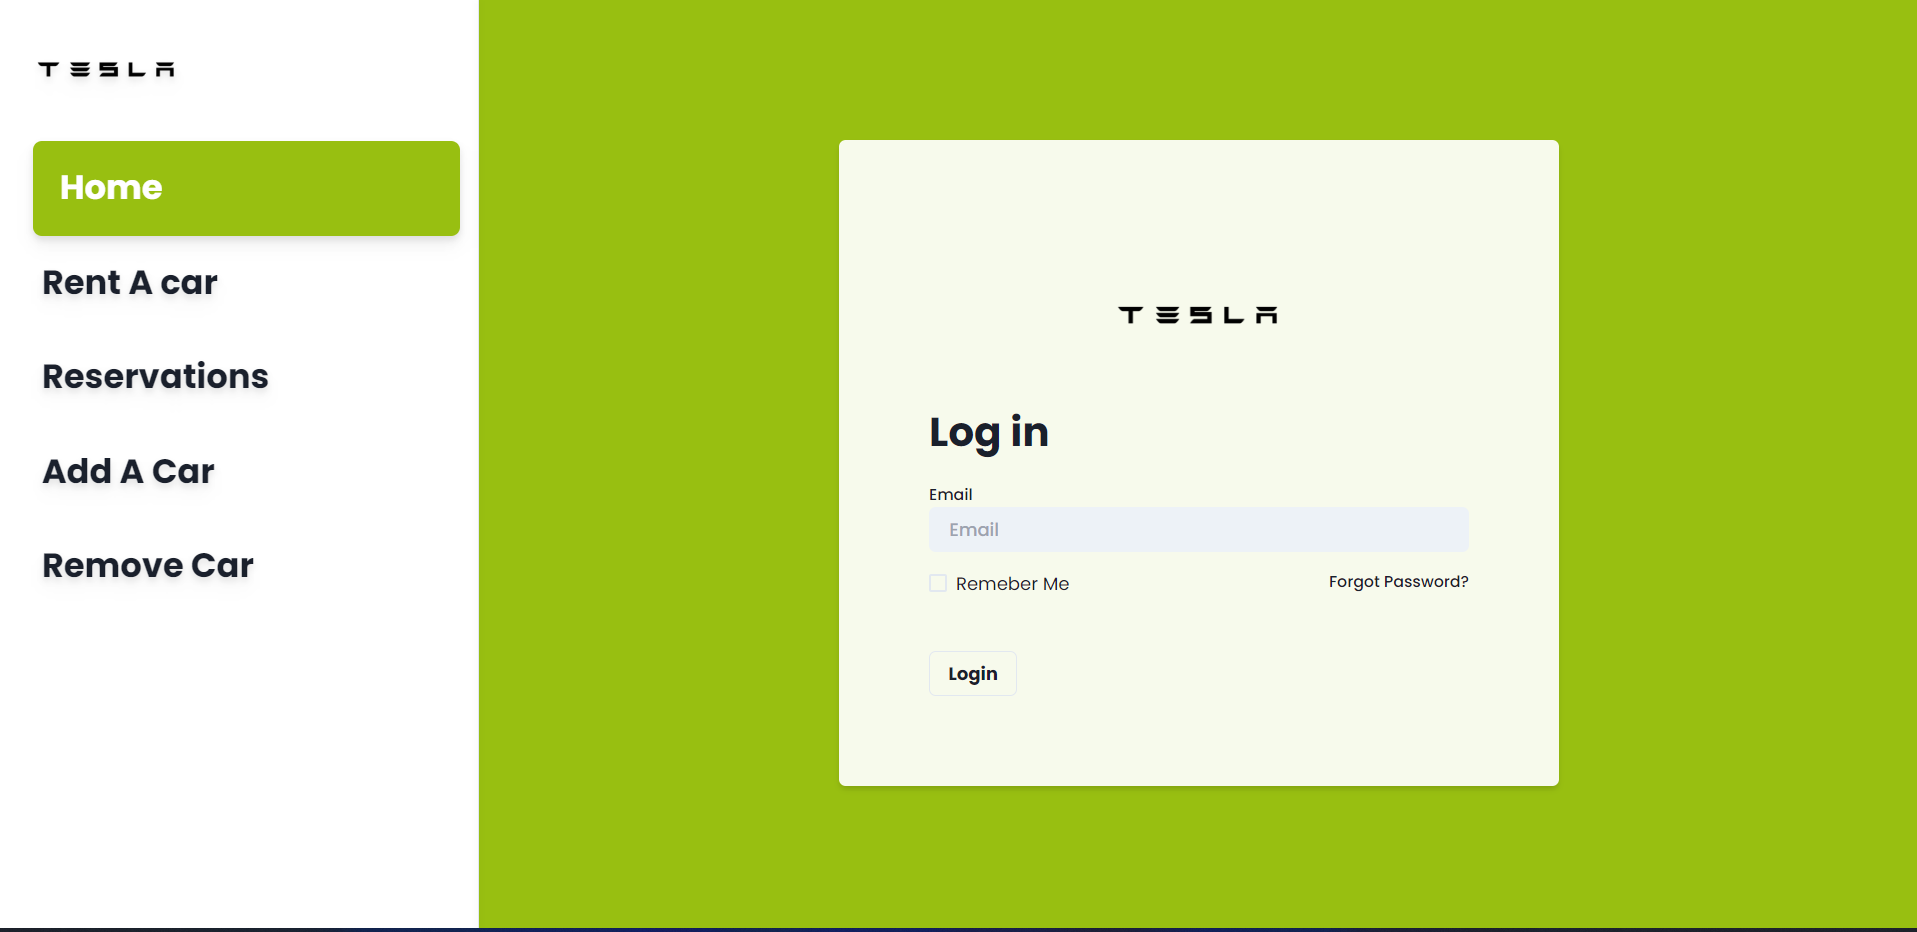 TESLA
Home
Rent A car
Reservations
Add A Car
Remove Car
TESLA
Log in
Email
Email
Remeber Me
Forgot Password?
Login